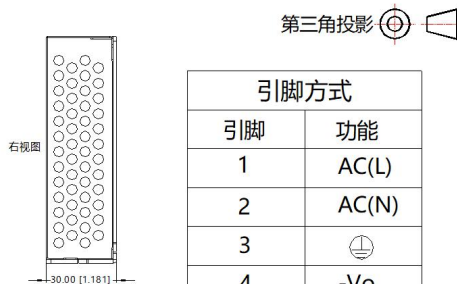 第三角投影
右视图
30.00 [1.181]
引脚方式
引脚 功能
1 AC(L)
2 AC(N)
3
4 -Vo